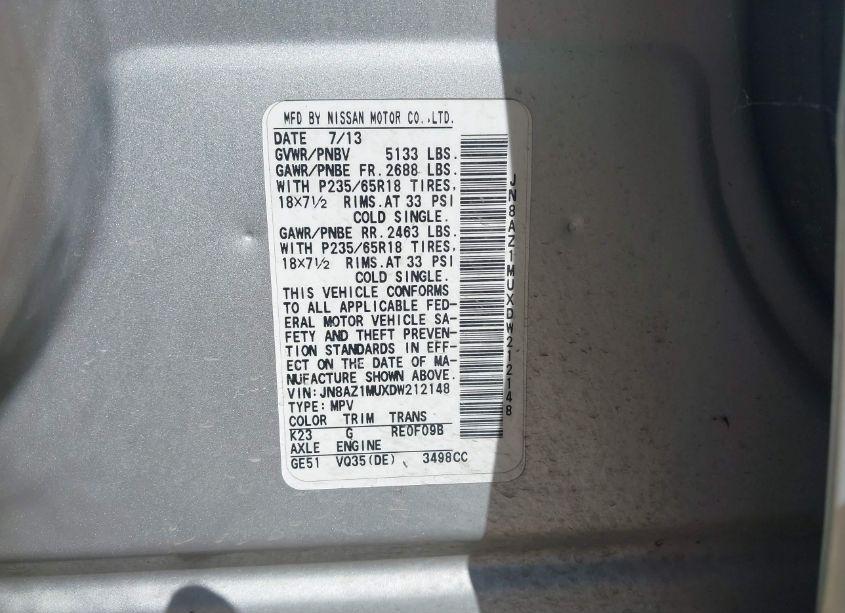 MFD BY NISSAN MOTOR CO.,LTD.
DATE 7/13
GVWR/PNBV 5133 LBS.
GAWR/PNBE FR. 2688 LBS.
WITH P235/65R18 TIRES,
18×7½ RIMS.AT 33 PSI
COLD SINGLE.
GAWR/PNBE RR. 2463 LBS.
WITH P235/65R18 TIRES,
18×7½ RIMS.AT 33 PSI
COLD SINGLE.
THIS VEHICLE CONFORMS
TO ALL APPLICABLE FED-
ERAL MOTOR VEHICLE SA-
FETY AND THEFT PREVEN-
TION STANDARDS IN EFF-
ECT ON THE DATE OF MA-
NUFACTURE SHOWN ABOVE.
VIN: JN8AZ1MUXDW212148
TYPE: MPV
COLOR TRIM TRANS
K23 G RE0F09B
AXLE ENGINE
GE51 VQ35(DE) 3498CC
JN8AZ1MUXDW212148